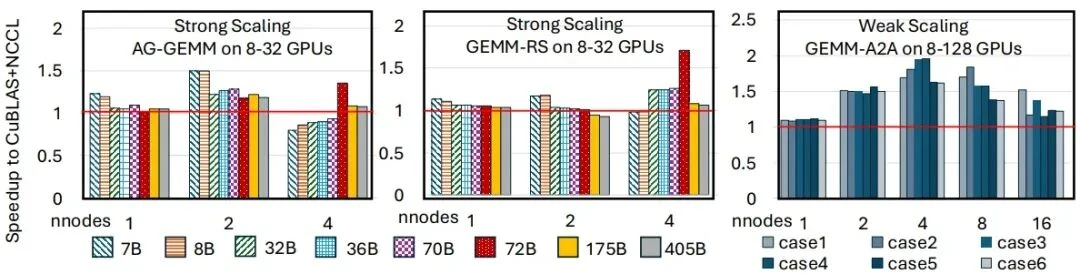 Speedup to CuBLAS+NCCL
Strong Scaling
AG-GEMM on 8-32 GPUs
2
1.5
1
0.5
0
nnodes 1 2 4
Strong Scaling
GEMM-RS on 8-32 GPUs
2
1.5
1
0.5
0
nnodes 1 2 4
7B 8B 32B 36B 70B 72B 175B 405B
Weak Scaling
GEMM-A2A on 8-128 GPUs
2.5
2
1.5
1
0.5
0
nnodes 1 2 4 8 16
case1 case2 case3
case4 case5 case6